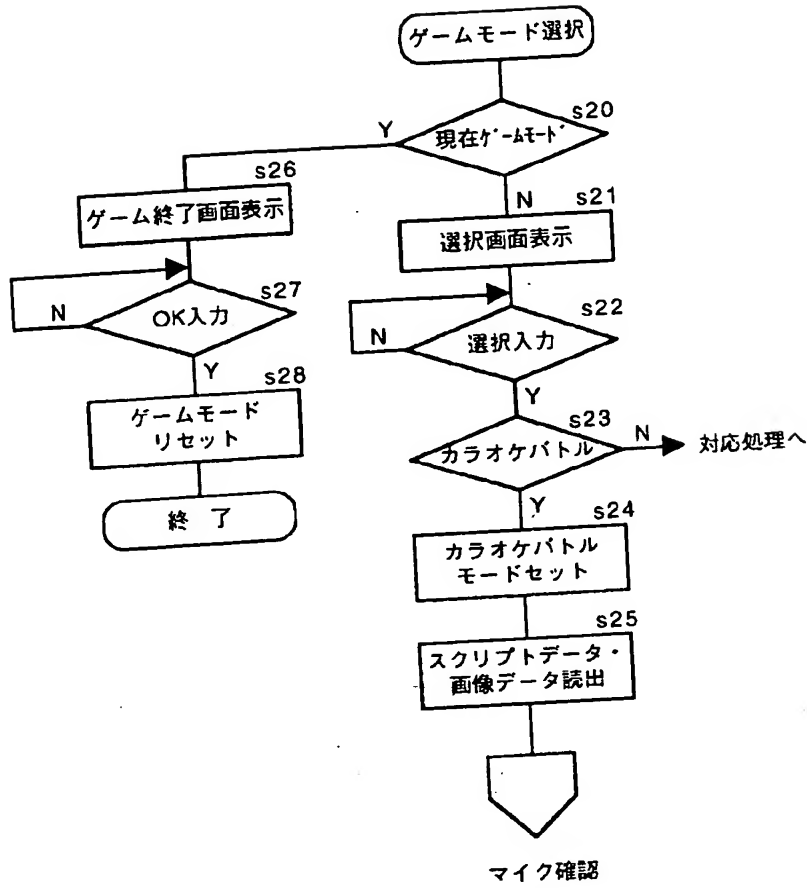 ゲームモード選択
s20
現在ゲームモード
Y
N
s26
ゲーム終了画面表示
s21
選択画面表示
s27
OK入力
N
Y
s22
選択入力
N
Y
s28
ゲームモード
リセット
s23
カラオケバトル
N
対応処理へ
Y
終 了
s24
カラオケバトル
モードセット
s25
スクリプトデータ・
画像データ読出
マイク確認